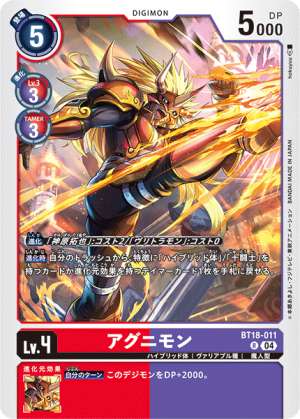 DIGIMON
登場
5
DP
5000
進化
Lv.3
3
TAMER
3
BANDAI MADE IN JAPAN
進化 「神原拓也」:コスト2/「ヴリトラモン」:コスト0
進化時 自分のトラッシュから、特徴に「ハイブリッド体」/「十闘士」を
持つカードか進化元効果を持つテイマーカード1枚を手札に戻せる。
Lv.4
アグニモン
BT18-011
R 04
ハイブリッド体 ヴァリアブル種 魔人型
進化元効果
自分のターン このデジモンをDP+2000。